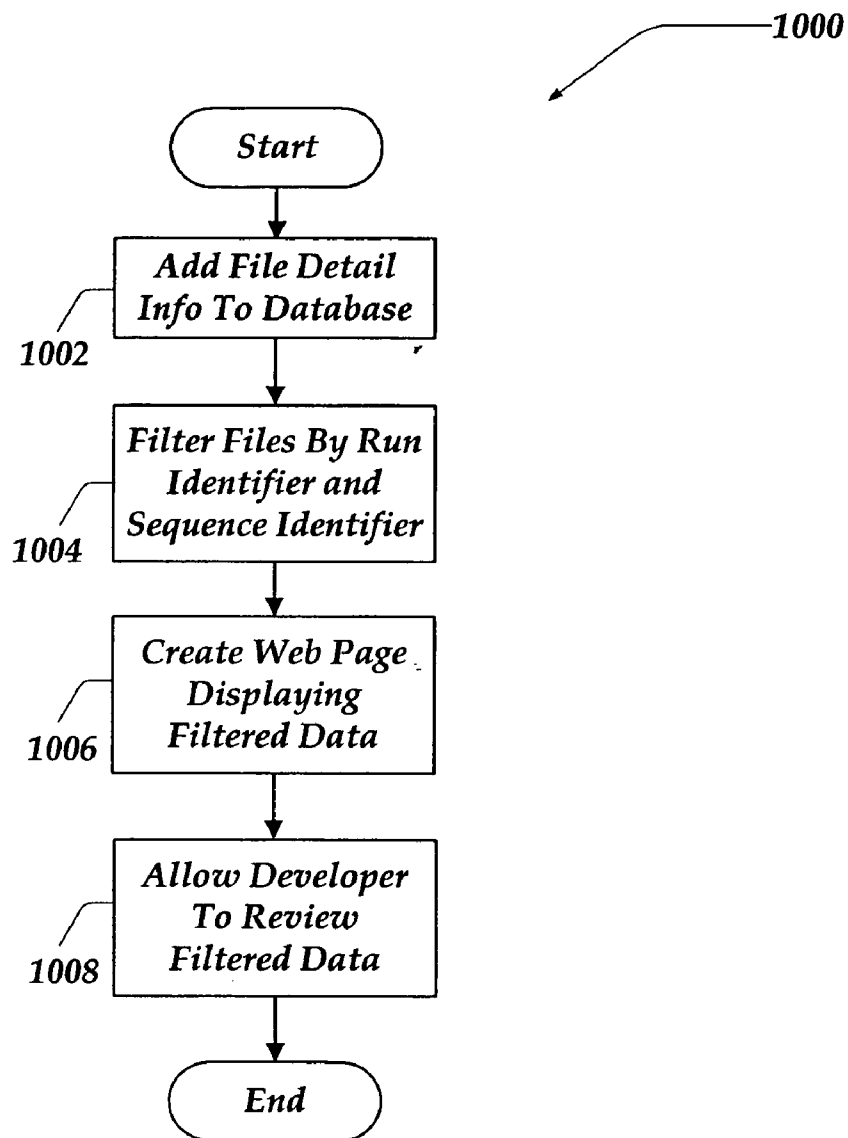 1000
Start
Add File Detail
Info To Database
1002
Filter Files By Run
Identifier and
Sequence Identifier
1004
Create Web Page
Displaying
Filtered Data
1006
Allow Developer
To Review
Filtered Data
1008
End